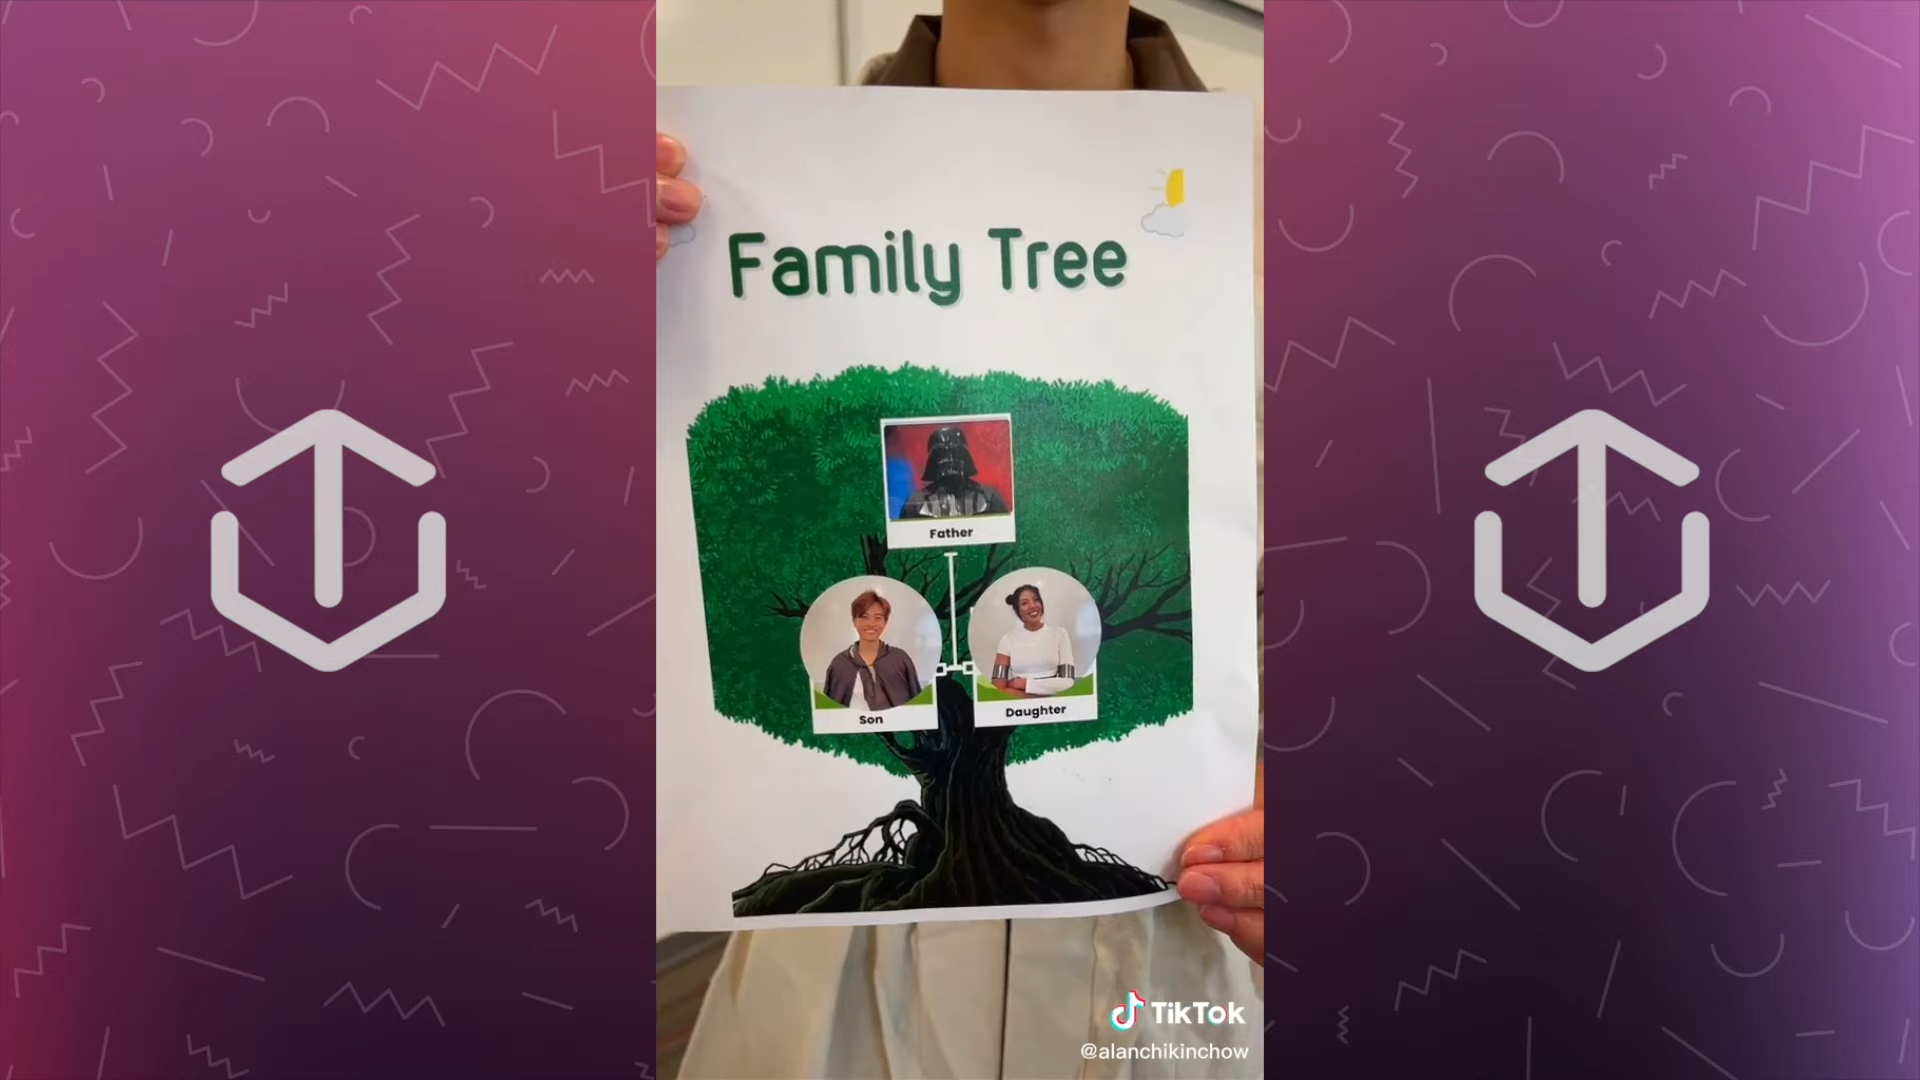 Family Tree
Father
Son
Daughter
TikTok
@alanchikinchow